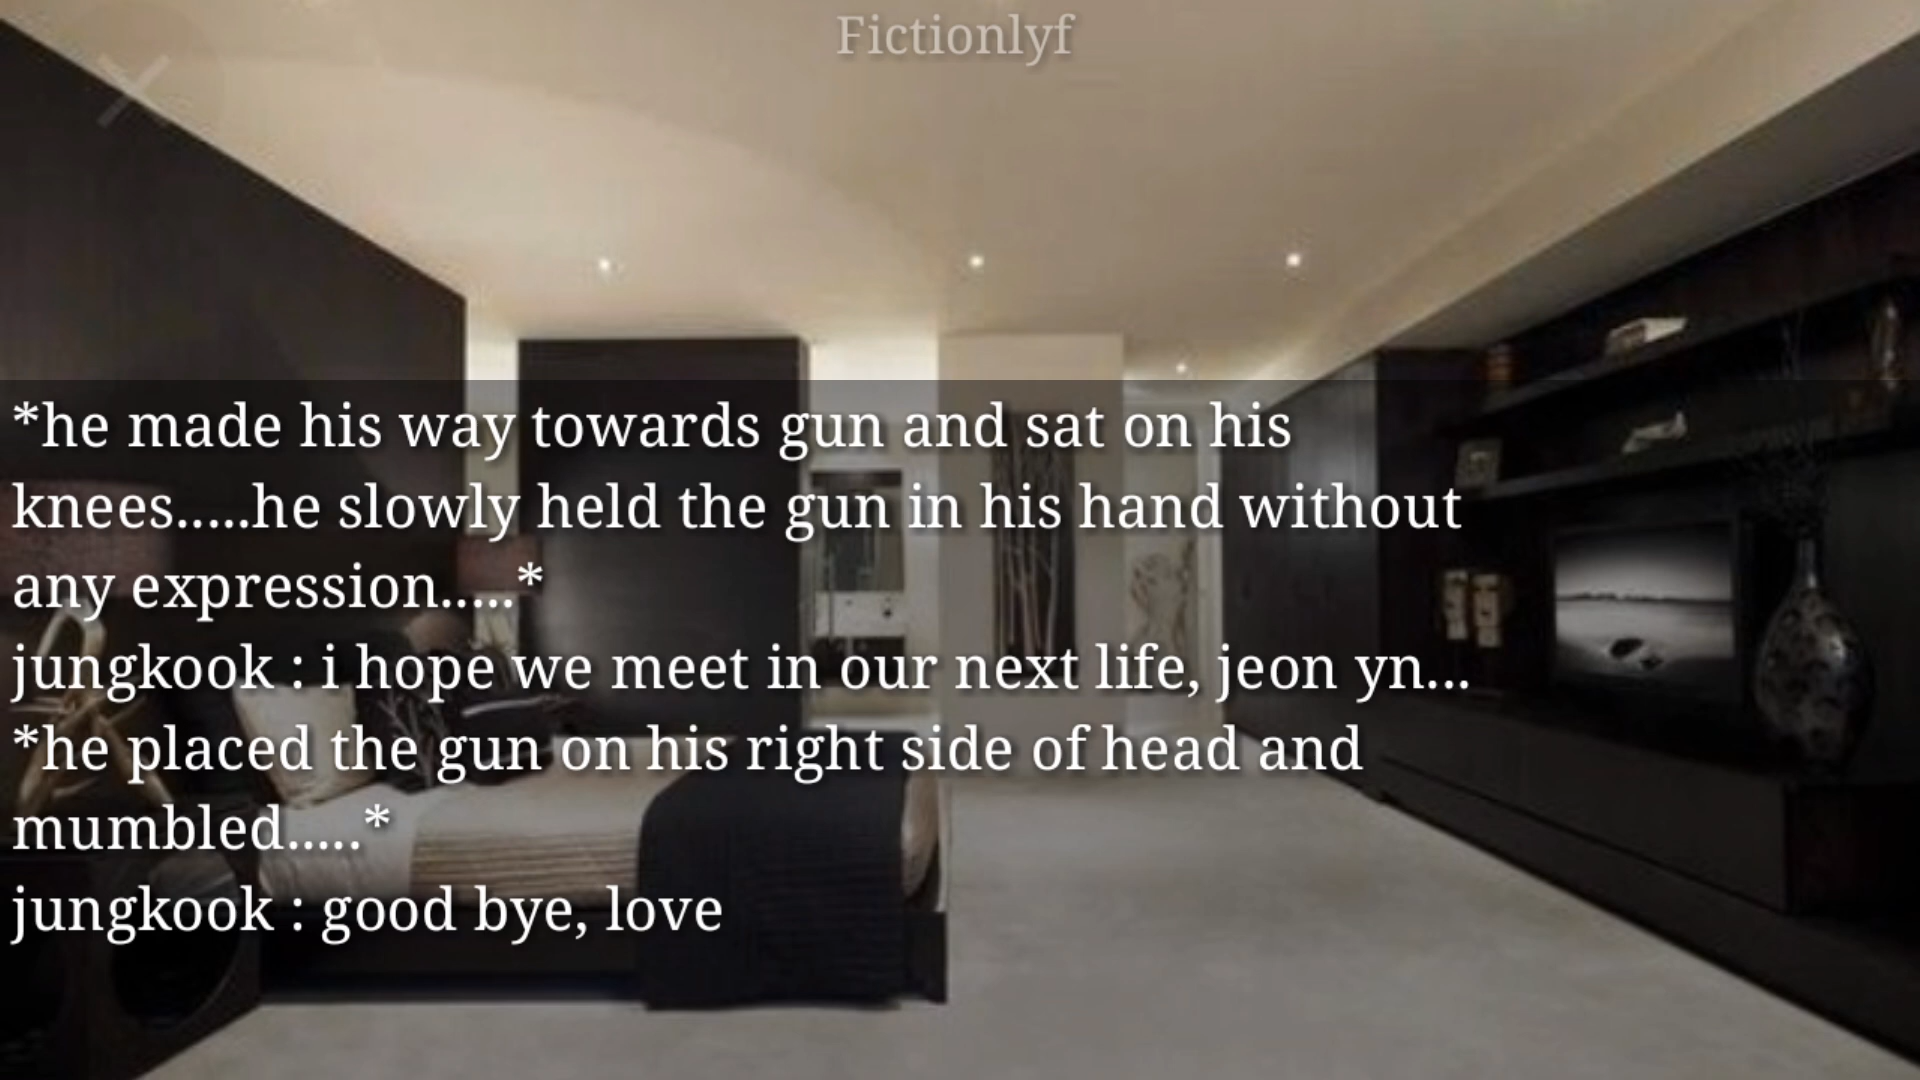 Fictionlyf
*he made his way towards gun and sat on his
knees.....he slowly held the gun in his hand without
any expression.....*
jungkook : i hope we meet in our next life, jeon yn...
*he placed the gun on his right side of head and
mumbled.....*
jungkook : good bye, love